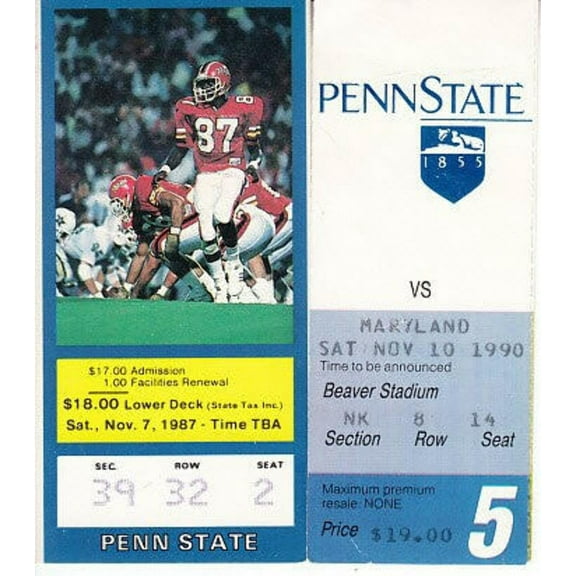 87
$17.00 Admission
1.00 Facilities Renewal
$18.00 Lower Deck (State Tax Inc.)
Sat., Nov. 7, 1987 - Time TBA
SEC. ROW SEAT
39 32 2
PENN STATE
PENNSTATE
1855
VS
MARYLAND
SAT NOV 10 1990
Time to be announced
Beaver Stadium
NK 8 14
Section Row Seat
Maximum premium
resale: NONE
Price $19.00
5